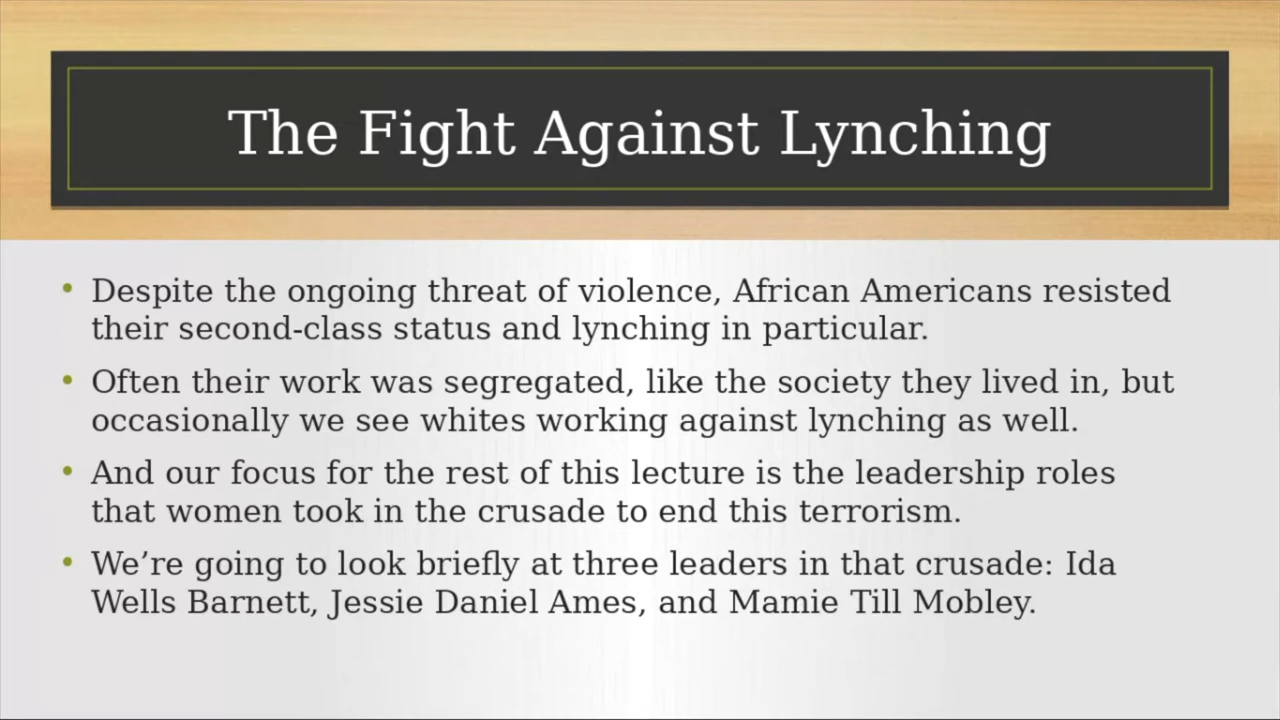 The Fight Against Lynching
• Despite the ongoing threat of violence, African Americans resisted
their second-class status and lynching in particular.
• Often their work was segregated, like the society they lived in, but
occasionally we see whites working against lynching as well.
• And our focus for the rest of this lecture is the leadership roles
that women took in the crusade to end this terrorism.
• We’re going to look briefly at three leaders in that crusade: Ida
Wells Barnett, Jessie Daniel Ames, and Mamie Till Mobley.